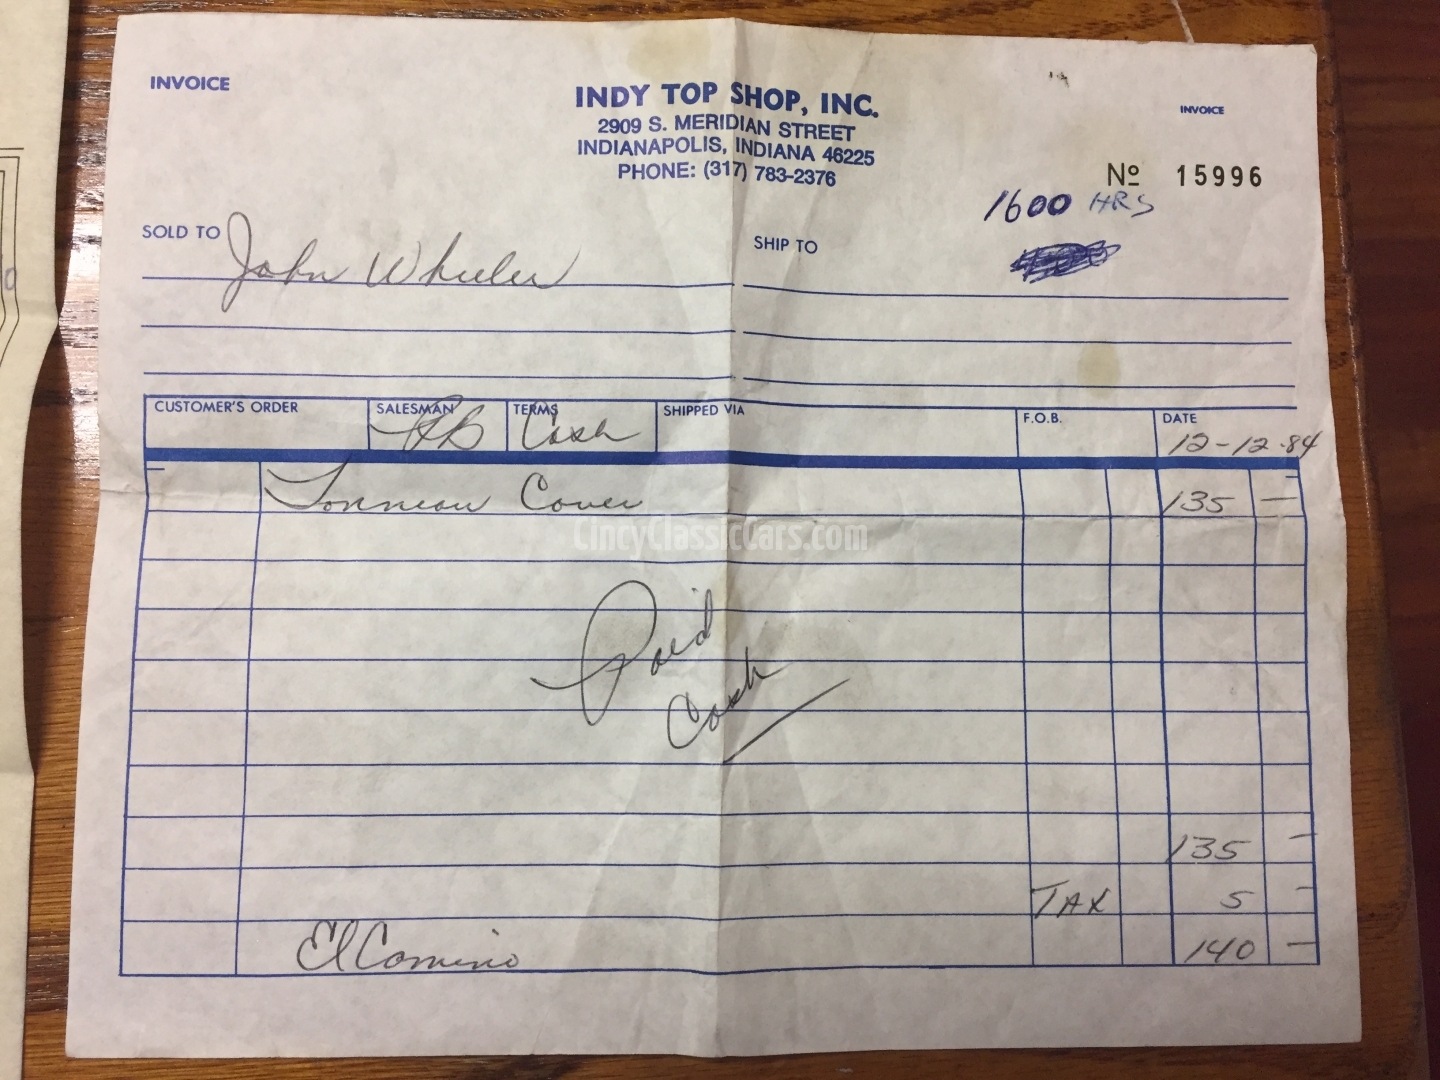 INVOICE
INDY TOP SHOP, INC.
2909 S. MERIDIAN STREET
INDIANAPOLIS, INDIANA 46225
PHONE: (317) 783-2376
INVOICE
Nº 15996
1600 HRS
SOLD TO John Wheeler
SHIP TO
CUSTOMER'S ORDER
SALESMAN
TERMS Cash
SHIPPED VIA
F.O.B.
DATE 12-12-84
Tonneau Cover 135 —
CincyClassicCars.com
Paid
Cash
135 —
TAX 5 —
El Comino 140 —